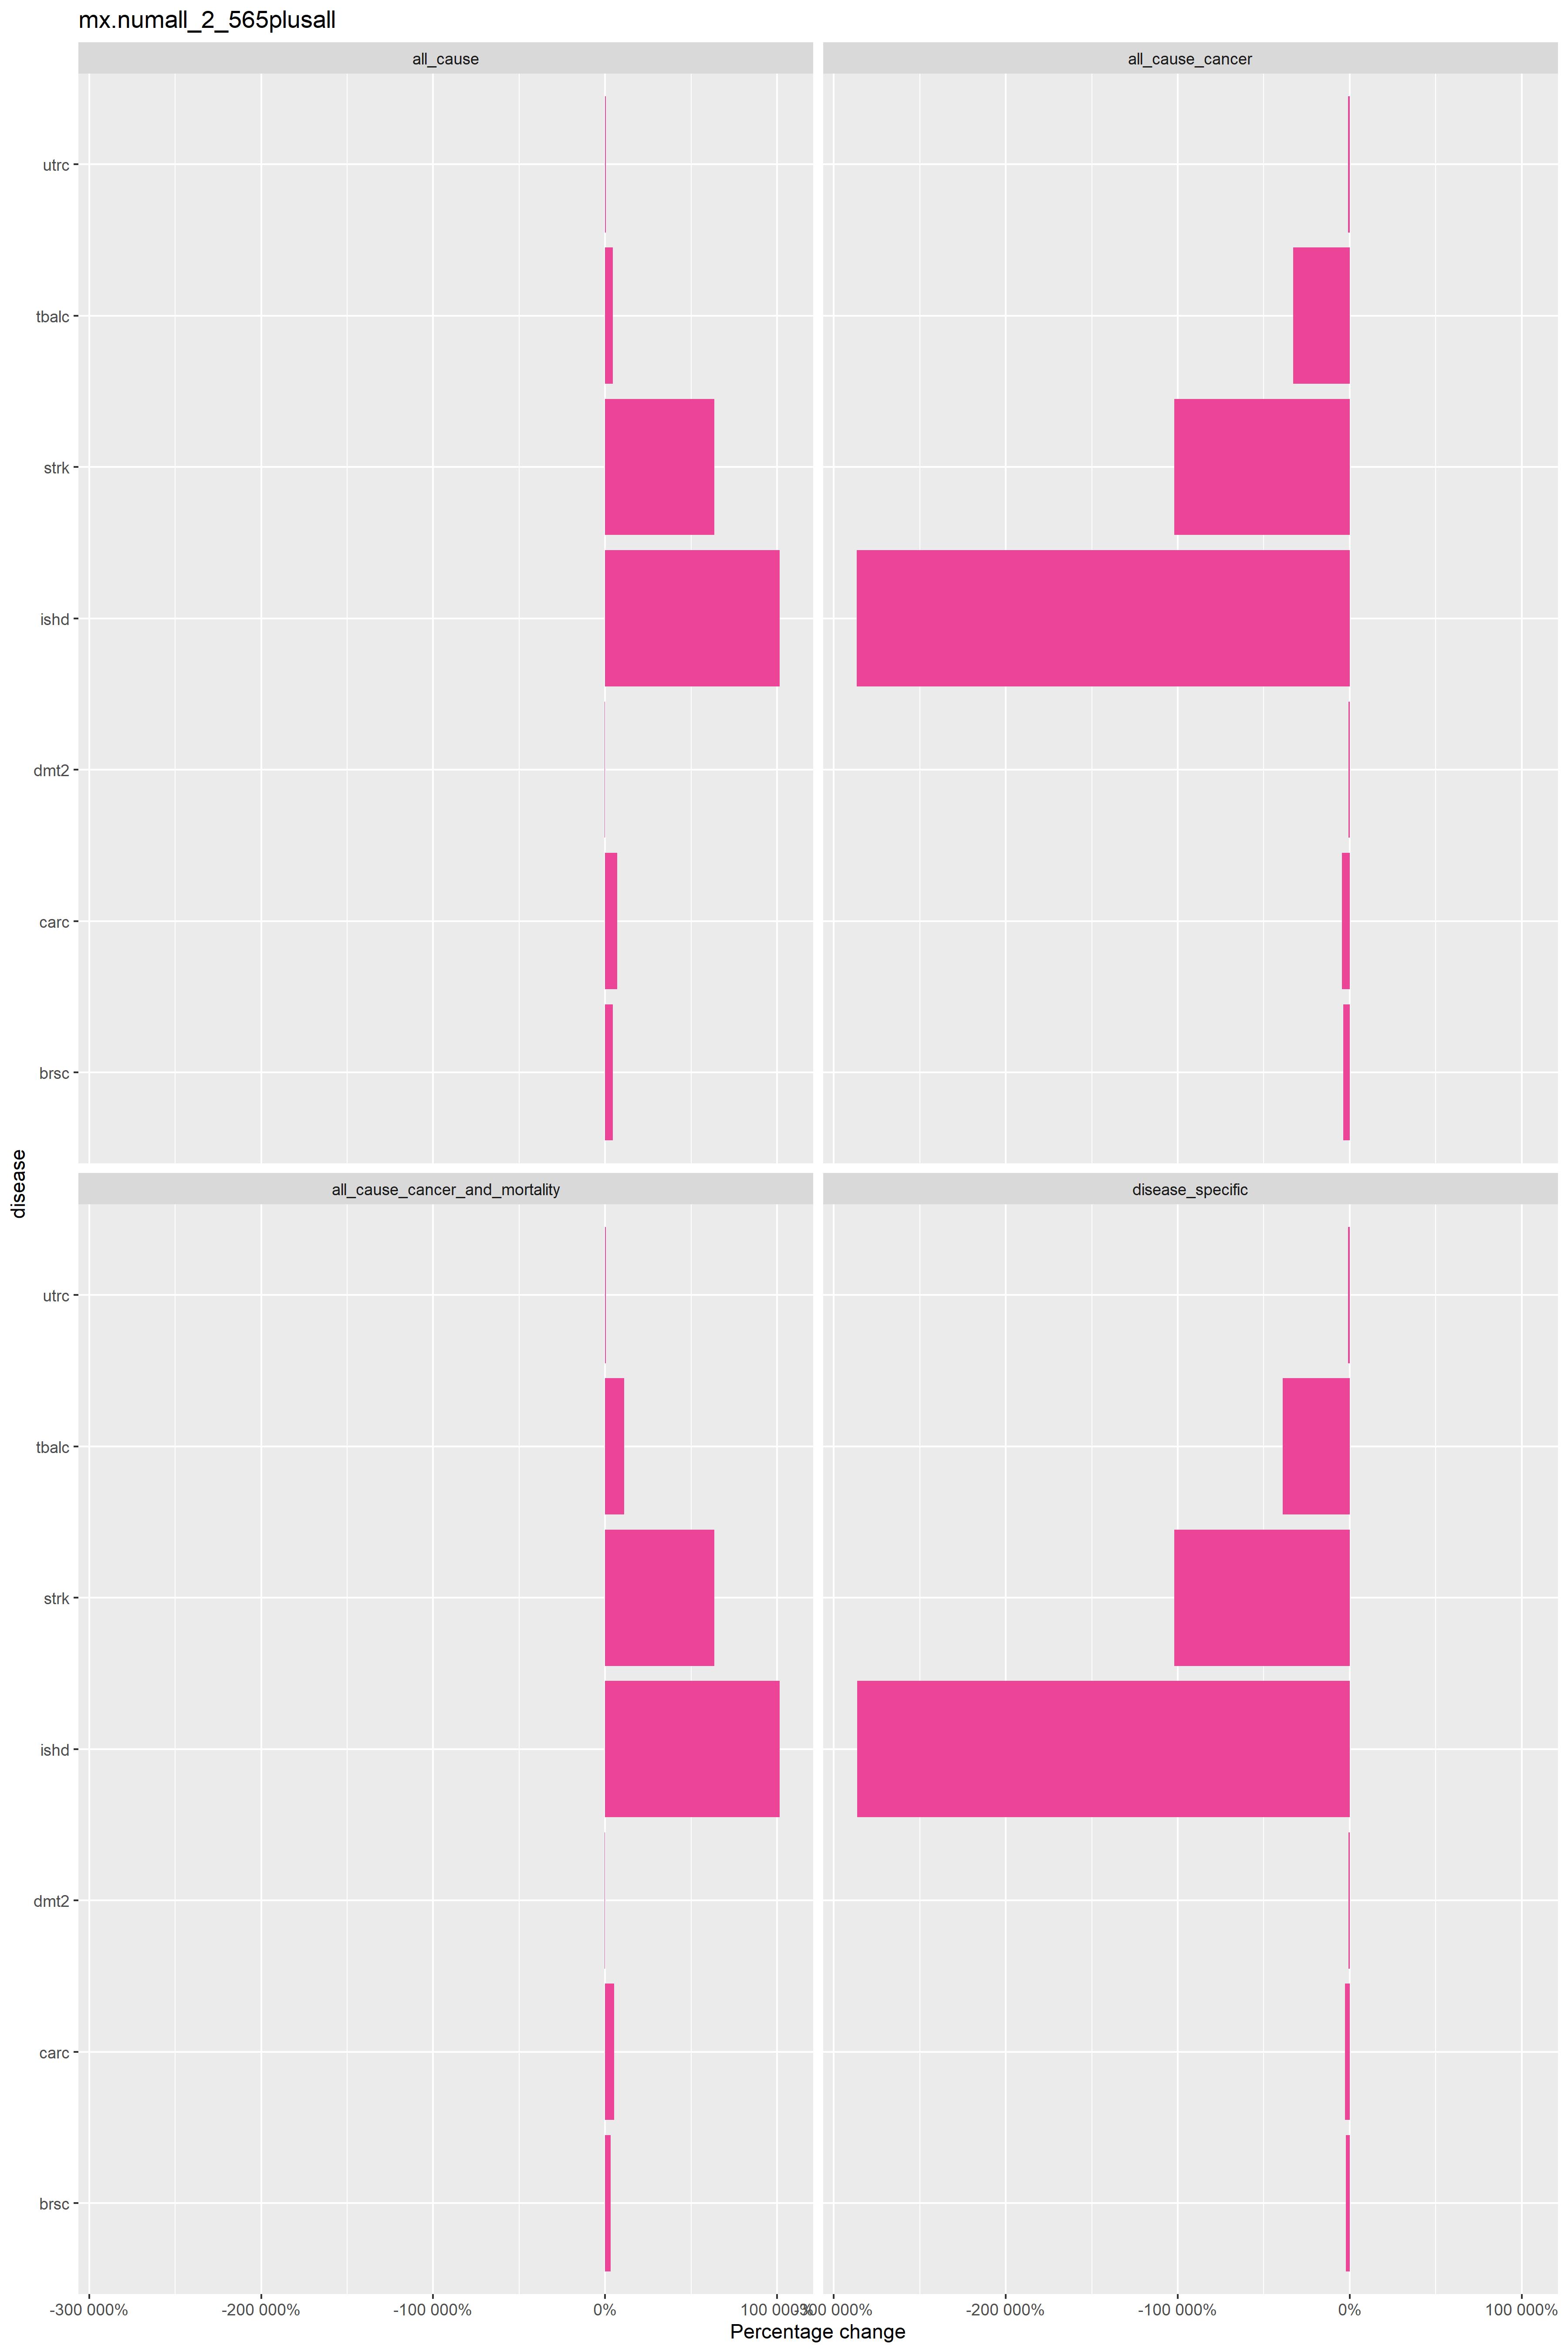 mx.numall_2_565plusall
all_cause
all_cause_cancer
utrc
tbalc
strk
ishd
dmt2
carc
brsc
disease
all_cause_cancer_and_mortality
disease_specific
utrc
tbalc
strk
ishd
dmt2
carc
brsc
-300 000% -200 000% -100 000% 0% 100 000% -300 000% -200 000% -100 000% 0% 100 000%
Percentage change